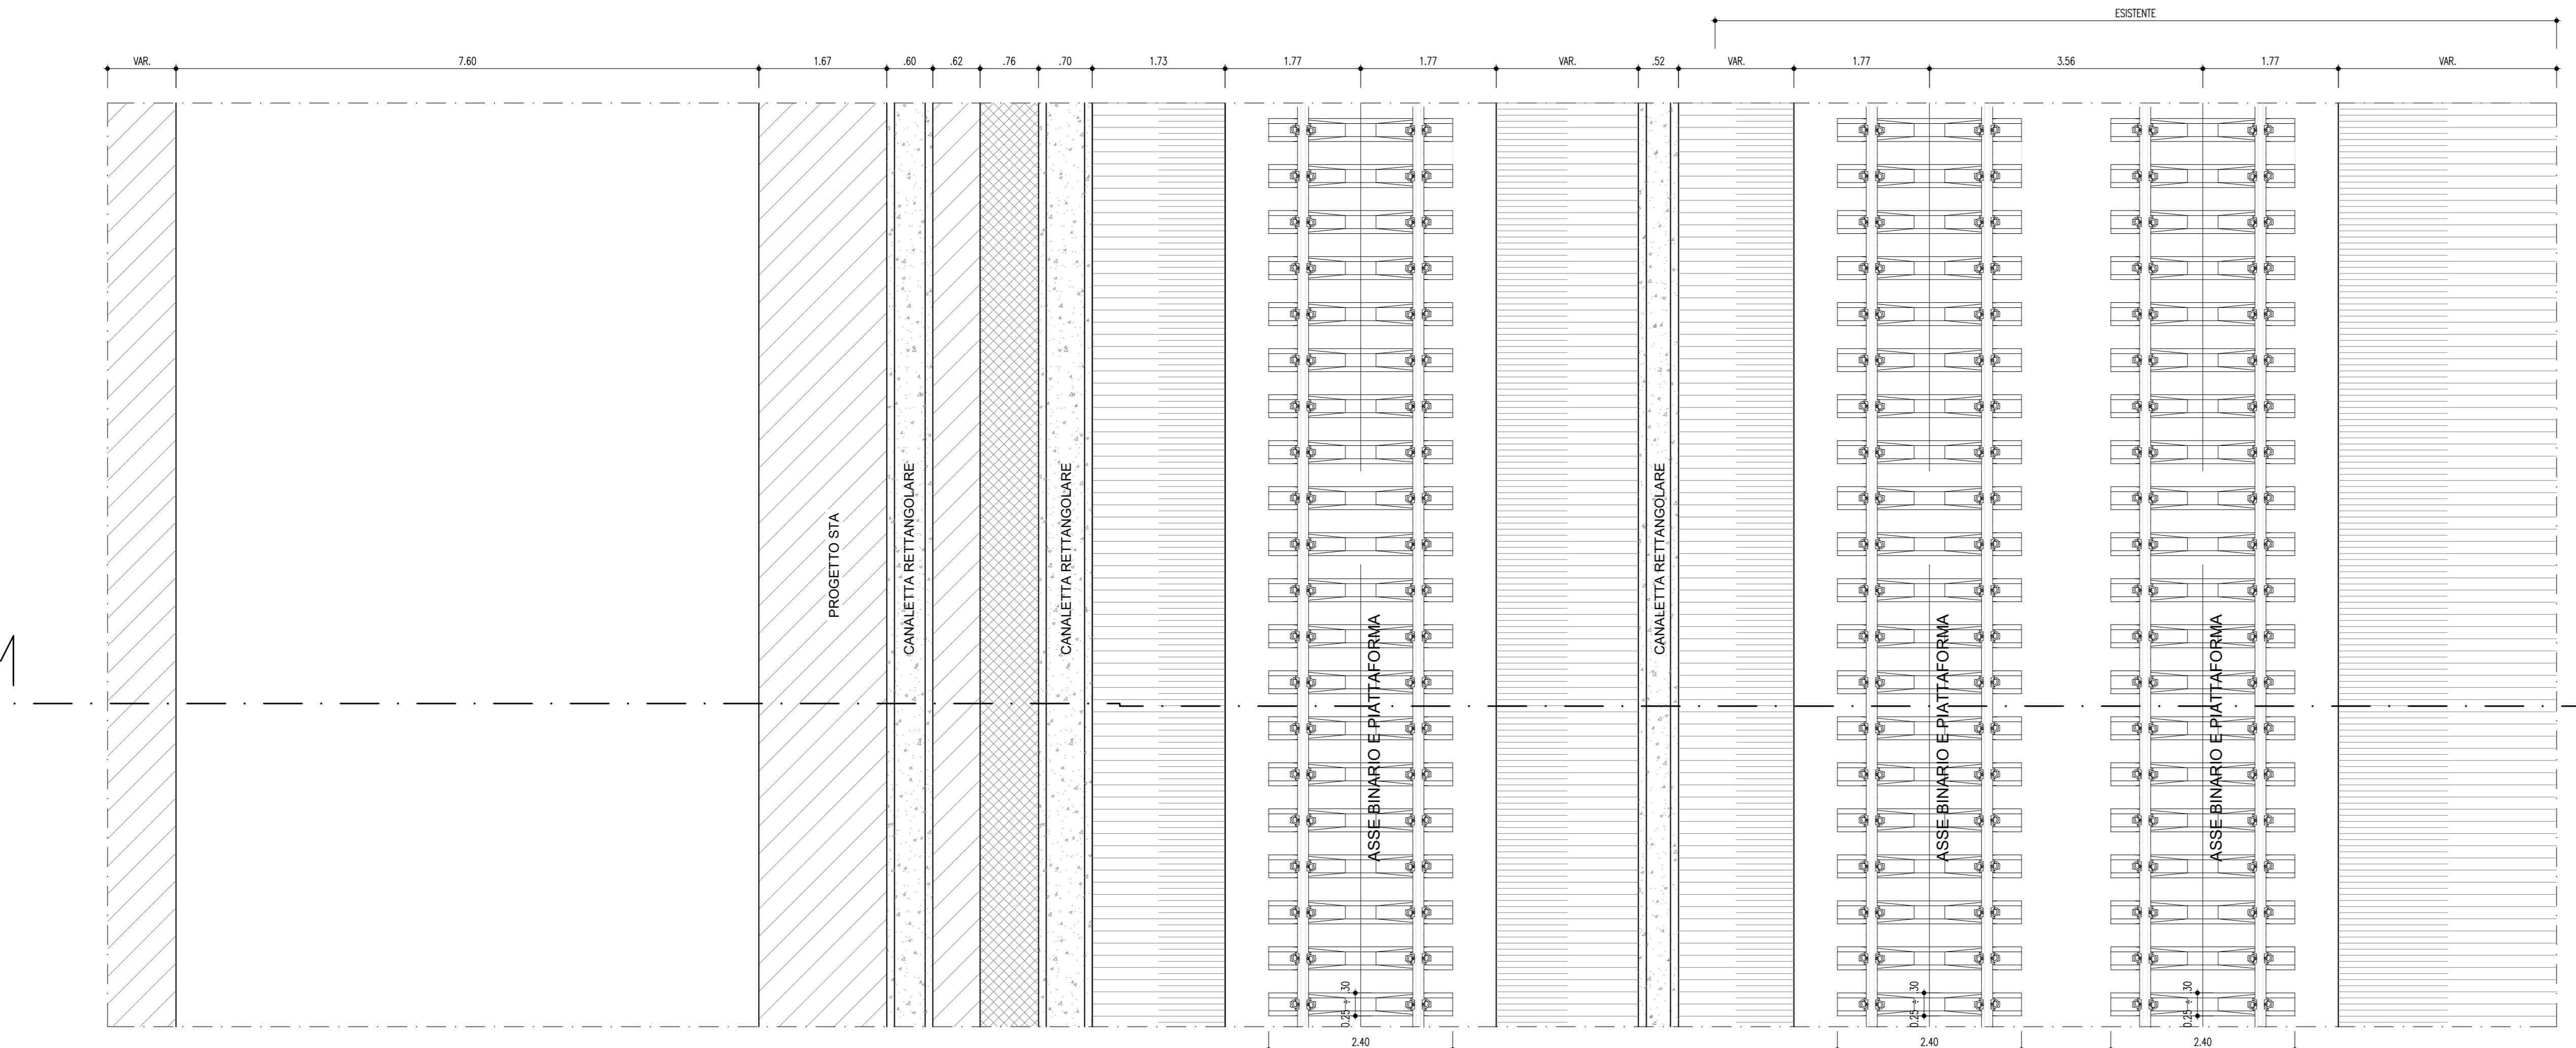 ESISTENTE
VAR. 7.60 1.67 .60 .62 .76 .70 1.73 1.77 1.77 VAR. .52 VAR. 1.77 3.56 1.77 VAR.
PROGETTO STA
CANALETTA RETTANGOLARE
CANALETTA RETTANGOLARE
ASSE BINARIO E PIATTAFORMA
CANALETTA RETTANGOLARE
ASSE BINARIO E PIATTAFORMA
ASSE BINARIO E PIATTAFORMA
1
0.25 .30
0.25 .30
0.25 .30
2.40 2.40 2.40